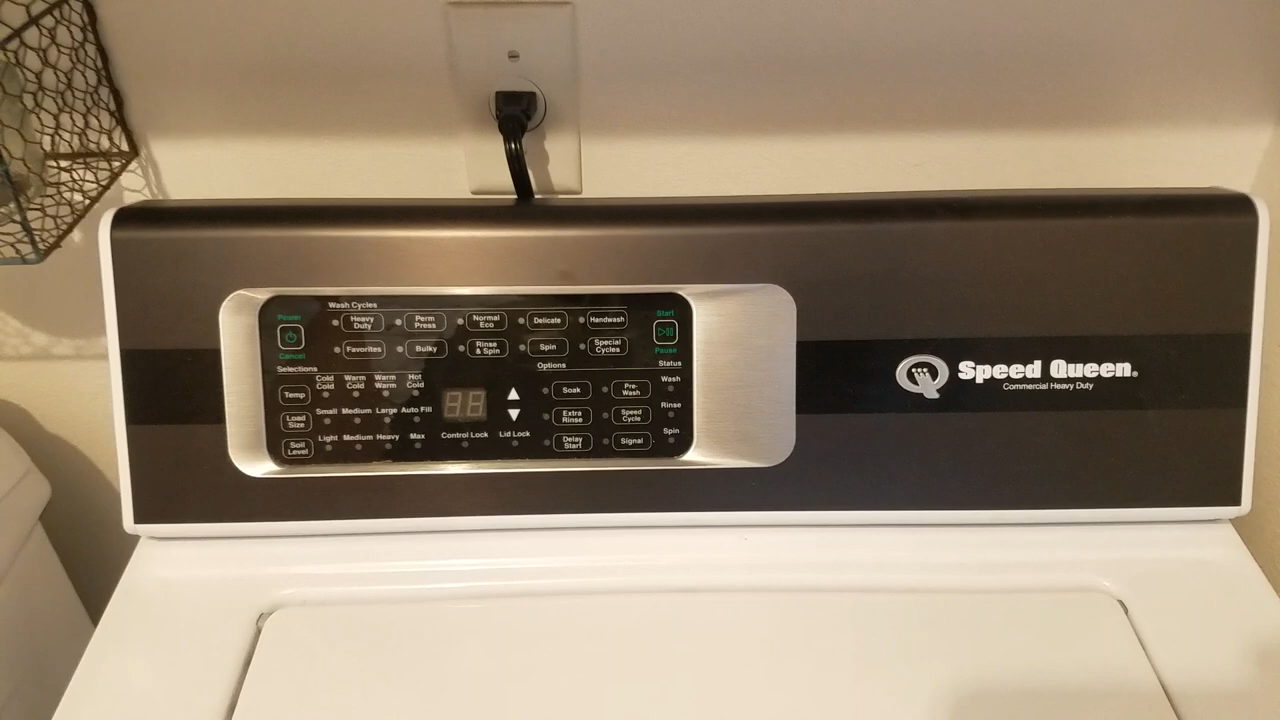 Wash Cycles
Power
Cancel
Heavy Duty
Perm Press
Normal Eco
Delicate
Handwash
Start
Pause
Favorites
Bulky
Rinse & Spin
Spin
Special Cycles
Selections
Options
Status
Temp
Cold Cold
Warm Cold
Warm Warm
Hot Cold
Soak
Pre-Wash
Wash
Load Size
Small Medium Large Auto Fill
88
Extra Rinse
Speed Cycle
Rinse
Soil Level
Light Medium Heavy Max
Control Lock
Lid Lock
Delay Start
Signal
Spin
Q
Speed Queen®
Commercial Heavy Duty